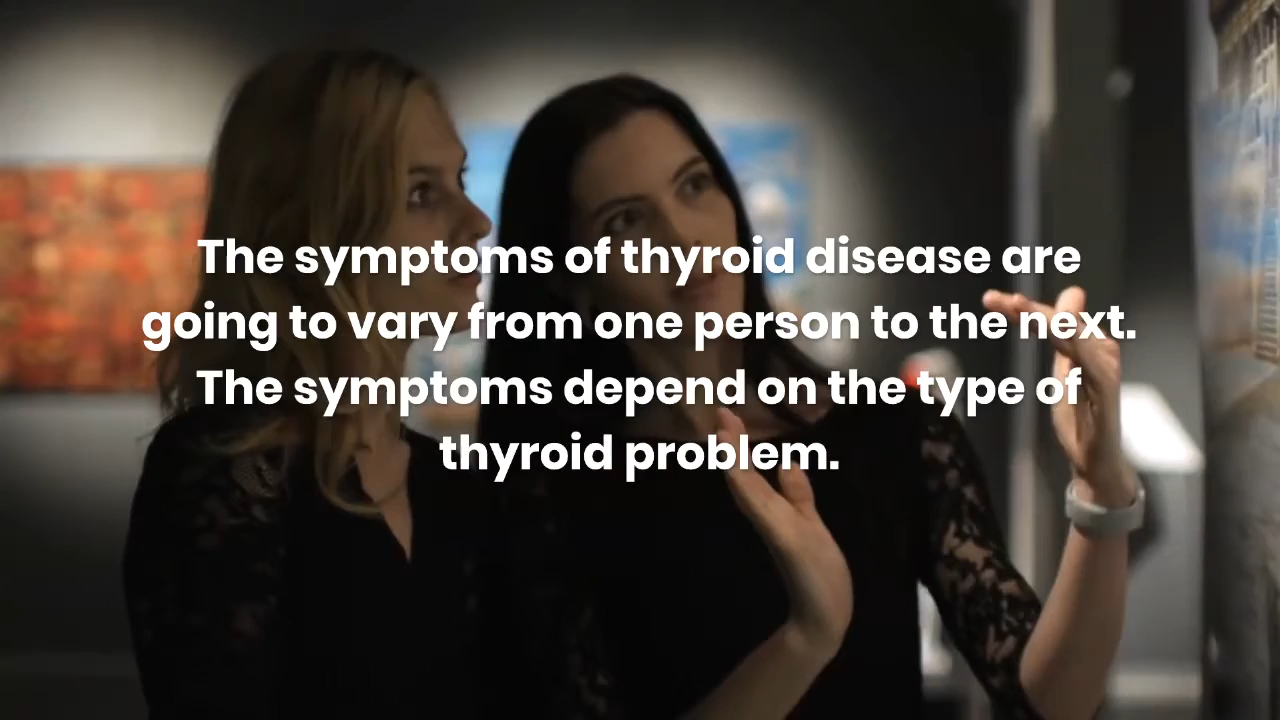 The symptoms of thyroid disease are
going to vary from one person to the next.
The symptoms depend on the type of
thyroid problem.